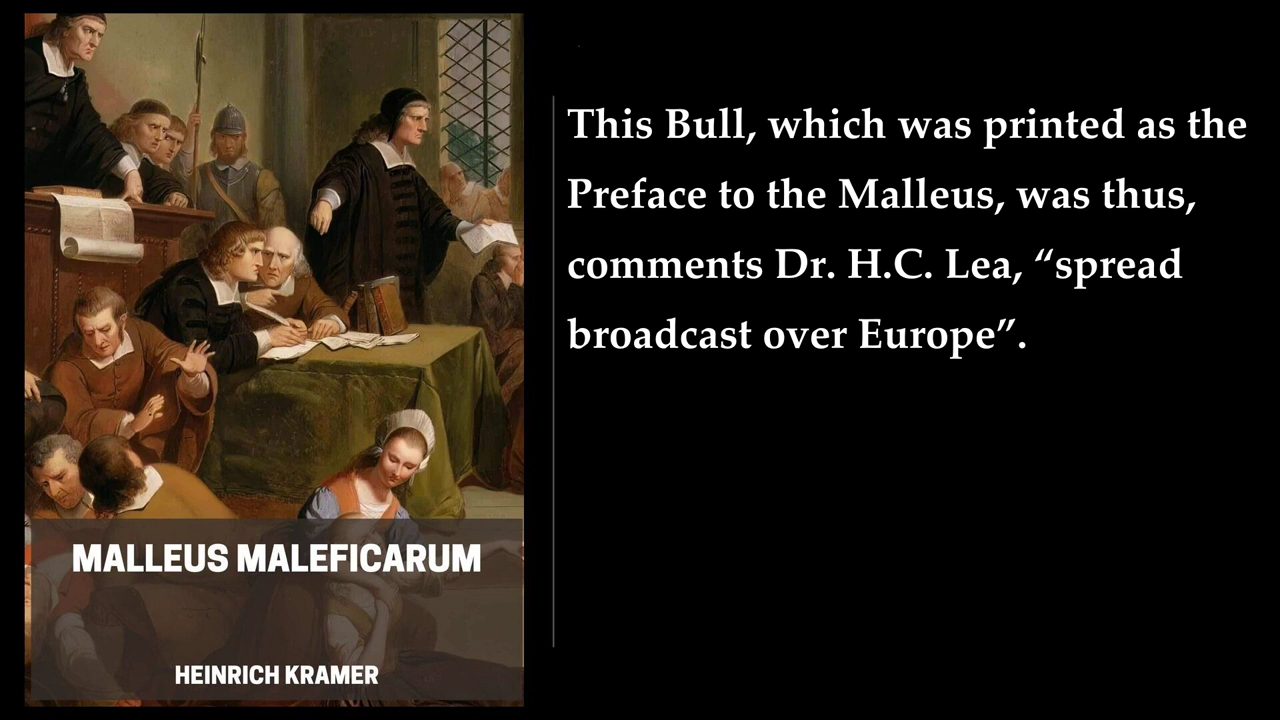 MALLEUS MALEFICARUM
HEINRICH KRAMER
This Bull, which was printed as the
Preface to the Malleus, was thus,
comments Dr. H.C. Lea, “spread
broadcast over Europe”.